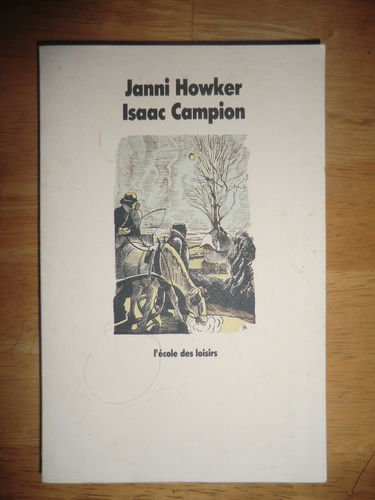 Janni Howker
Isaac Campion
l'école des loisirs